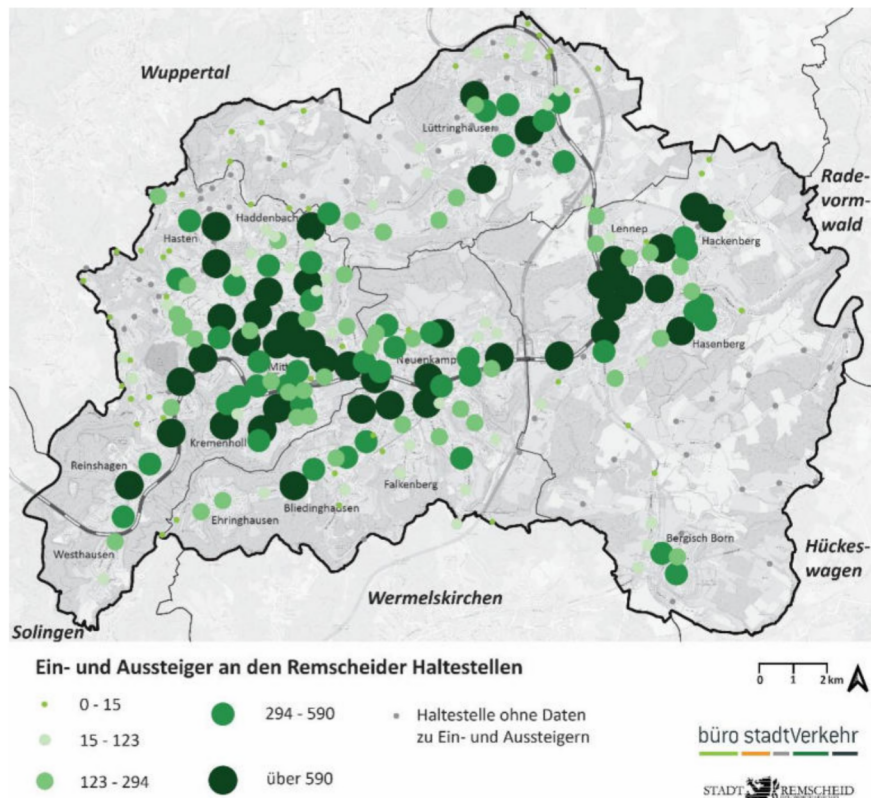 Wuppertal
Lüttringhausen
Rade-
vorm-
wald
Haddenbach
Hasten
Lennep
Hackenberg
Hasenberg
Neuenkamp
Mitte
Kremenholl
Reinshagen
Falkenberg
Bliedinghausen
Ehringhausen
Westhausen
Bergisch Born
Hückes-
wagen
Wermelskirchen
Solingen
Ein- und Aussteiger an den Remscheider Haltestellen
0 - 15
15 - 123
123 - 294
294 - 590
über 590
Haltestelle ohne Daten
zu Ein- und Aussteigern
0 1 2 km
büro stadtVerkehr
STADT REMSCHEID